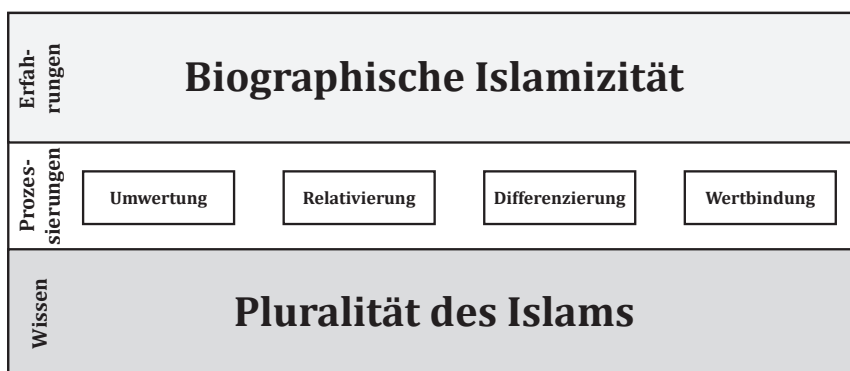 Erfah-
rungen
Biographische Islamizität
Prozes-
sierungen
Umwertung
Relativierung
Differenzierung
Wertbindung
Wissen
Pluralität des Islams